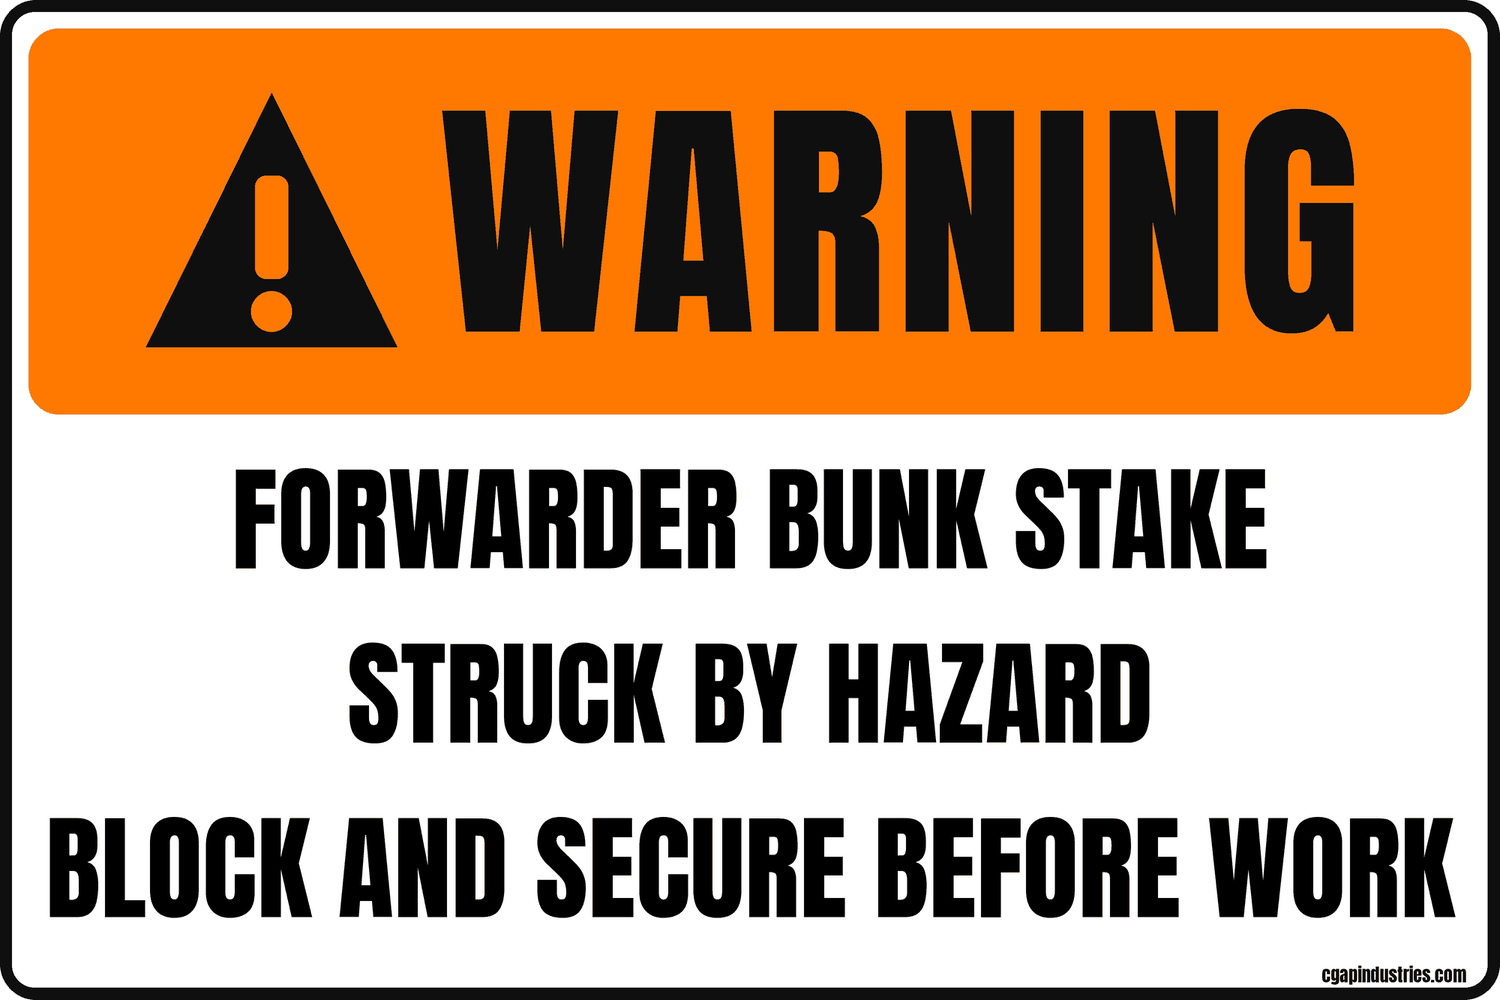 WARNING
FORWARDER BUNK STAKE
STRUCK BY HAZARD
BLOCK AND SECURE BEFORE WORK
cgapindustries.com